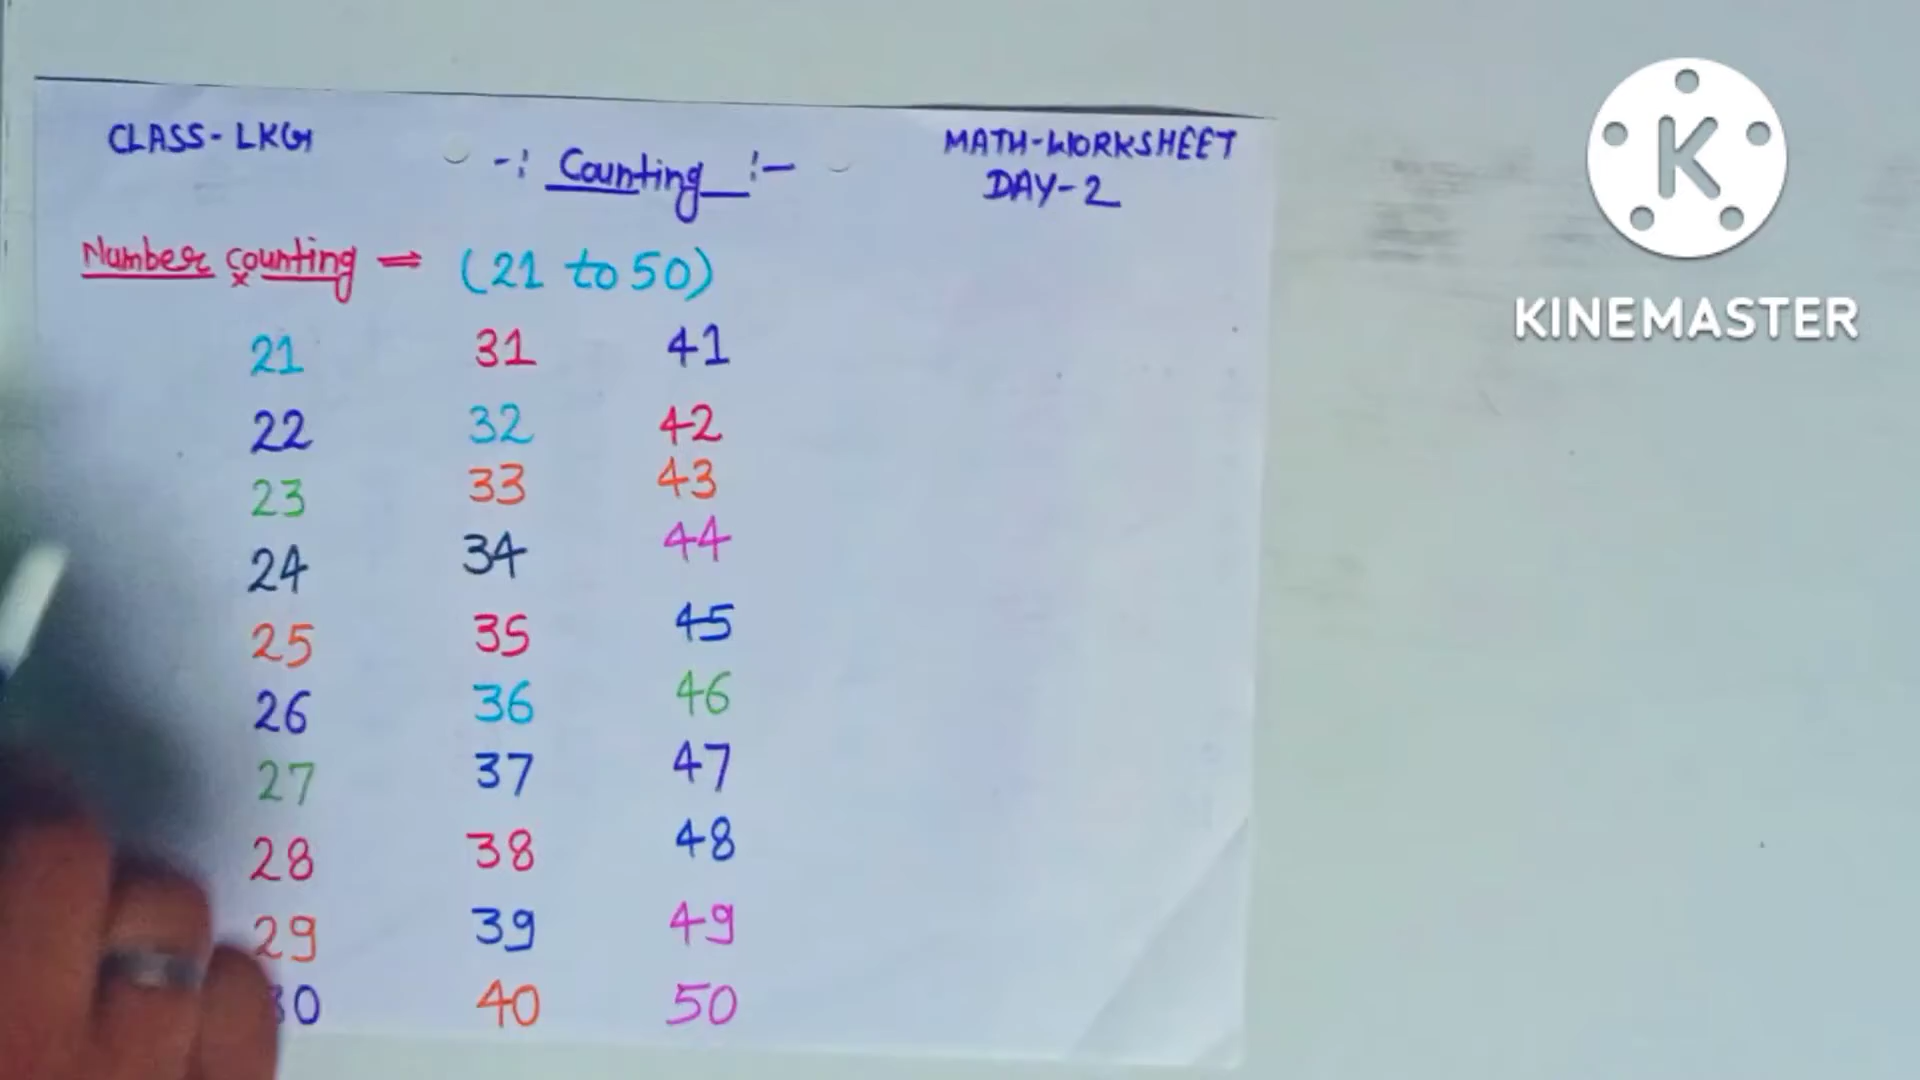 CLASS-LKG
-: Counting :-
MATH-WORKSHEET
DAY-2
Number counting ⇒ (21 to 50)
21 31 41
22 32 42
23 33 43
24 34 44
25 35 45
26 36 46
27 37 47
28 38 48
29 39 49
30 40 50
K
KINEMASTER